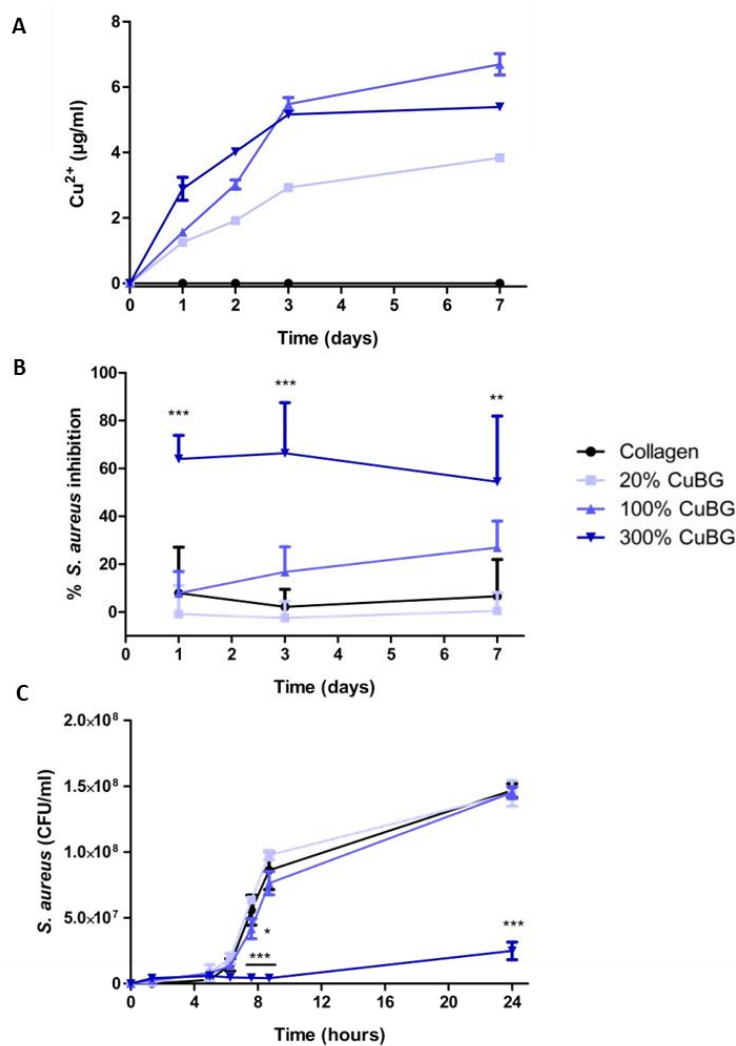 A
8
6
4
2
0
Cu²⁺ (µg/ml)
0 1 2 3 4 5 6 7
Time (days)
B
100
80
60
40
20
0
% S. aureus inhibition
***
***
**
0 1 2 3 4 5 6 7
Time (days)
Collagen
20% CuBG
100% CuBG
300% CuBG
C
2.0×10⁸
1.5×10⁸
1.0×10⁸
5.0×10⁷
0
S. aureus (CFU/ml)
*
***
***
0 4 8 12 16 20 24
Time (hours)